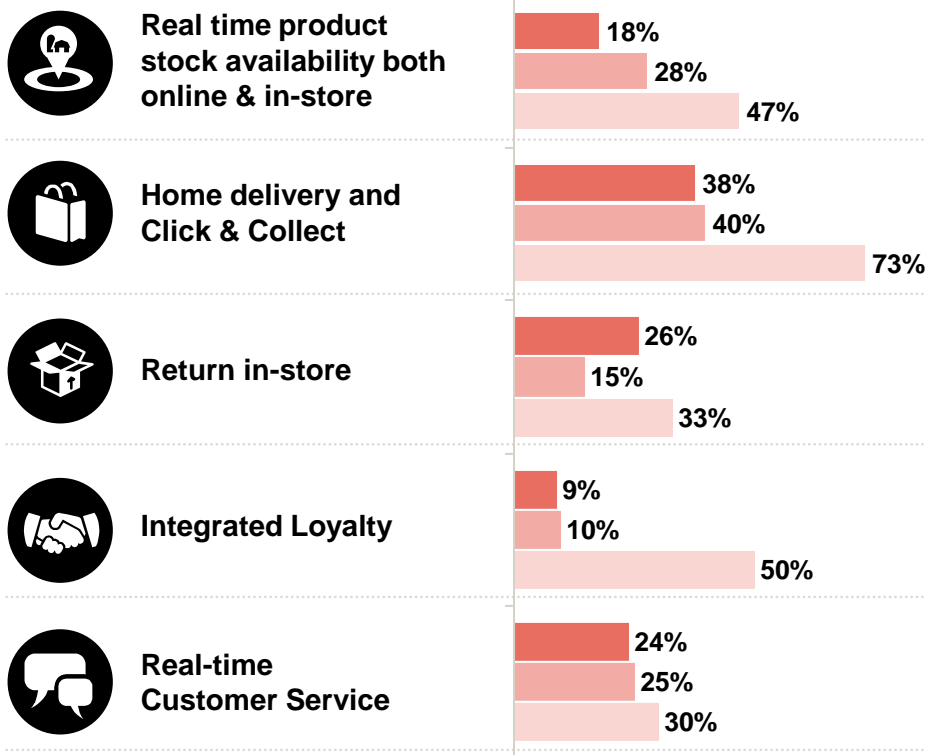 Real time product
stock availability both
online & in-store
18%
28%
47%
Home delivery and
Click & Collect
38%
40%
73%
Return in-store
26%
15%
33%
Integrated Loyalty
9%
10%
50%
Real-time
Customer Service
24%
25%
30%